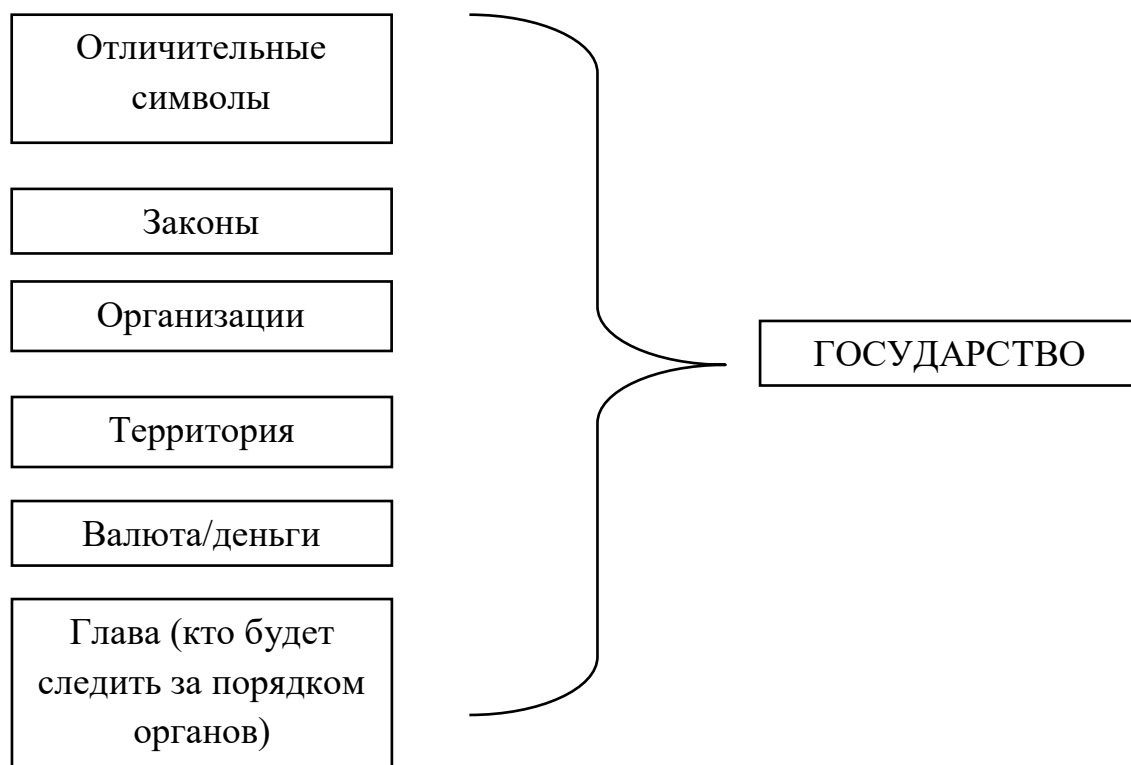 Отличительные
символы
Законы
Организации
ГОСУДАРСТВО
Территория
Валюта/деньги
Глава (кто будет
следить за порядком
органов)